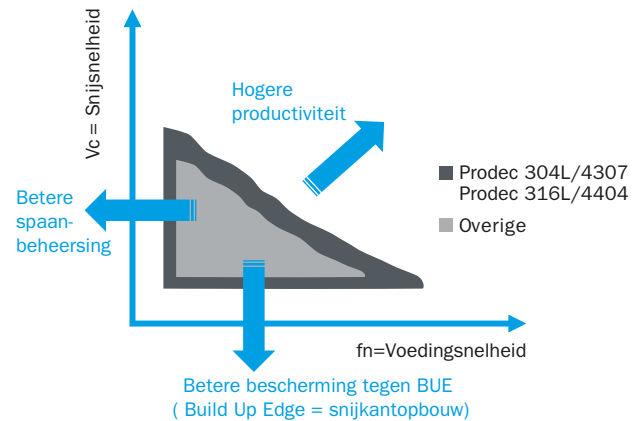 Vc = Snijsnelheid
Hogere
productiviteit
Betere
spaan-
beheersing
Prodec 304L/4307
Prodec 316L/4404
Overige
fn=Voedingsnelheid
Betere bescherming tegen BUE
( Build Up Edge = snijkantopbouw)